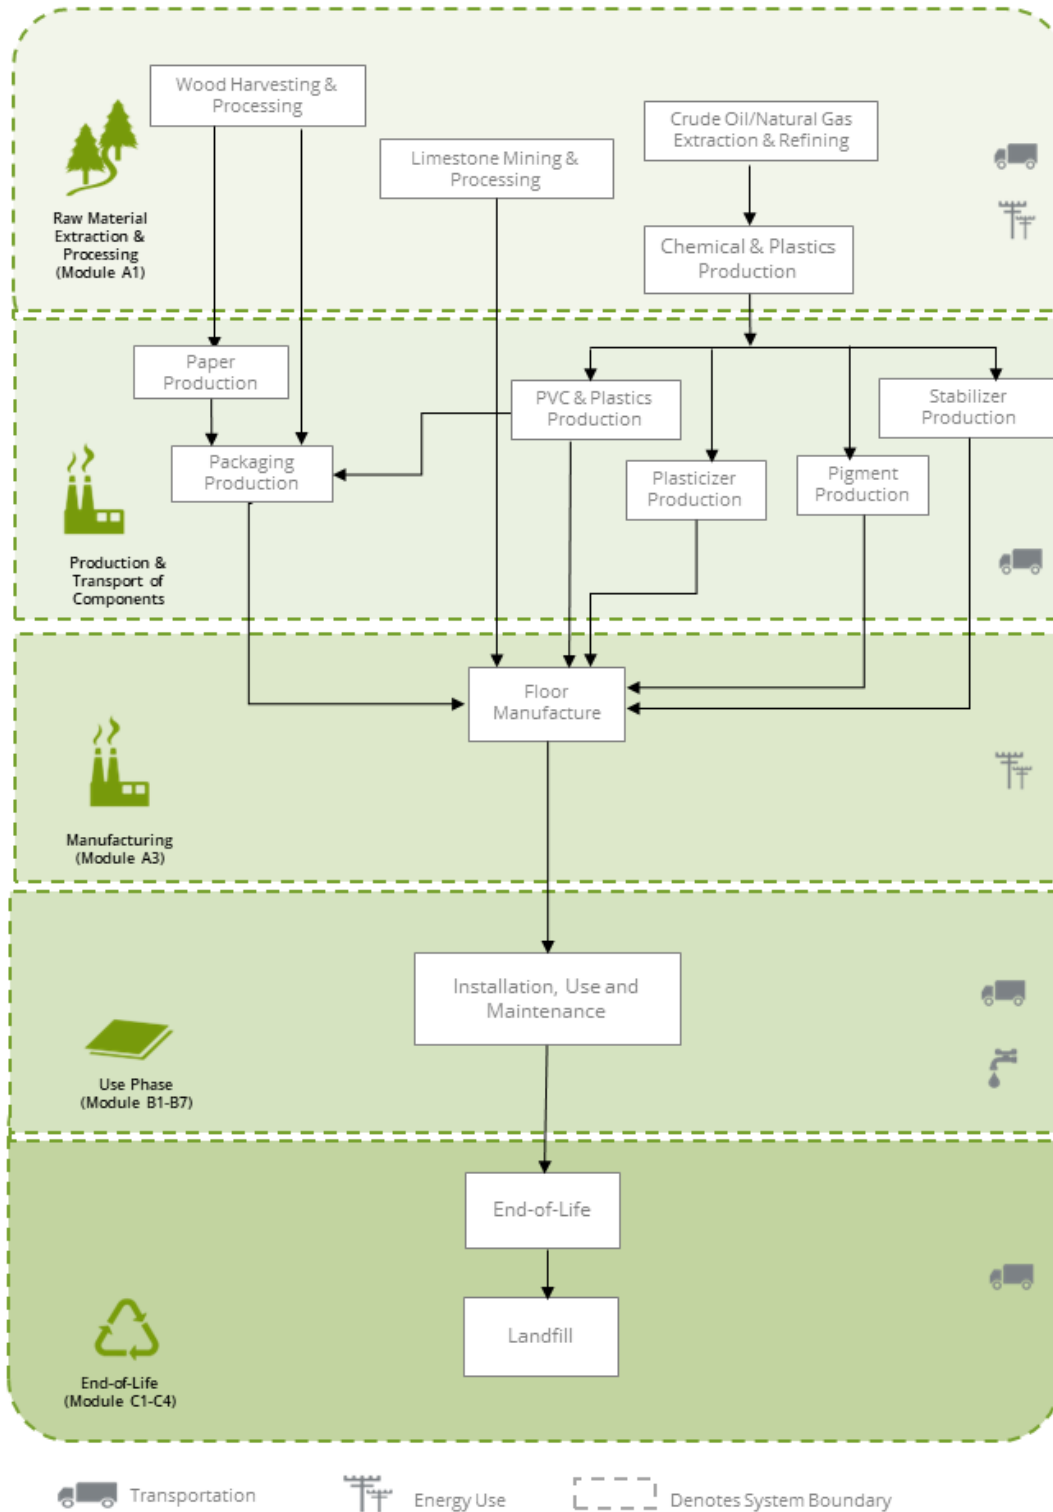 Wood Harvesting &
Processing
Crude Oil/Natural Gas
Extraction & Refining
Limestone Mining &
Processing
Raw Material
Extraction &
Processing
(Module A1)
Chemical & Plastics
Production
Paper
Production
PVC & Plastics
Production
Stabilizer
Production
Packaging
Production
Plasticizer
Production
Pigment
Production
Production &
Transport of
Components
Floor
Manufacture
Manufacturing
(Module A3)
Installation, Use and
Maintenance
Use Phase
(Module B1-B7)
End-of-Life
Landfill
End-of-Life
(Module C1-C4)
Transportation
Energy Use
Denotes System Boundary